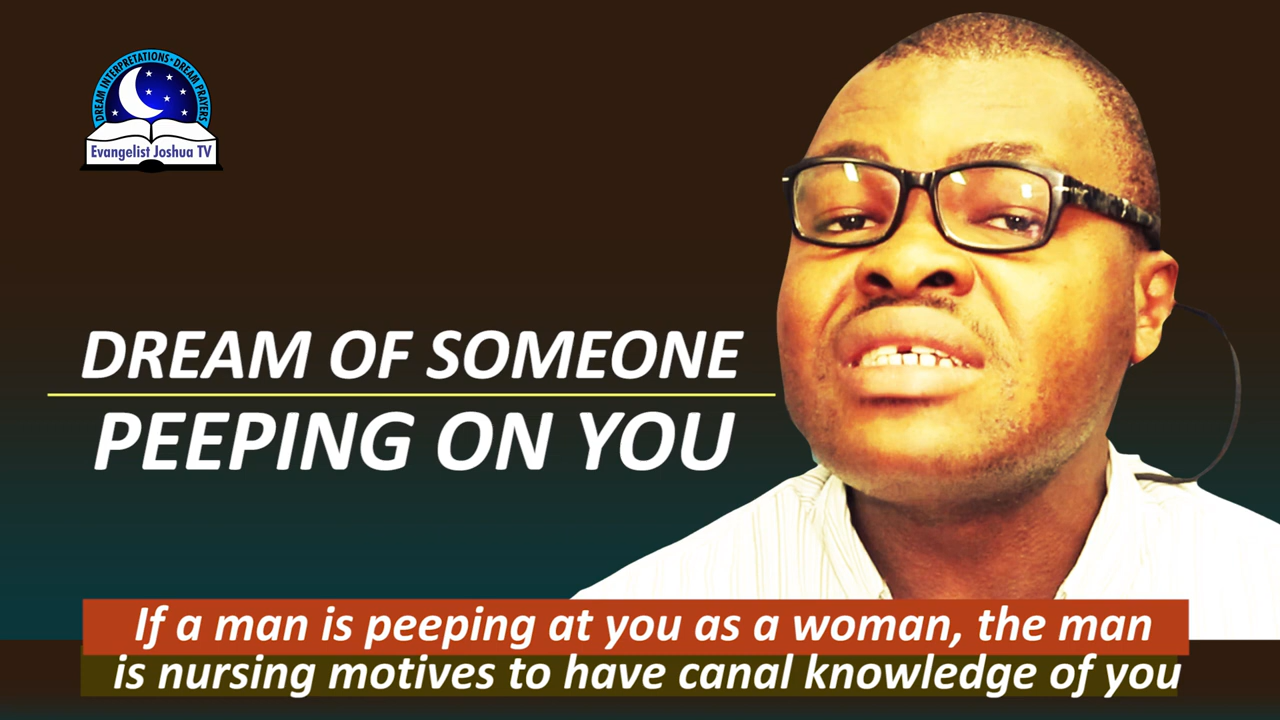 DREAM INTERPRETATIONS · DREAM PRAYERS
Evangelist Joshua TV
DREAM OF SOMEONE
PEEPING ON YOU
If a man is peeping at you as a woman, the man
is nursing motives to have canal knowledge of you